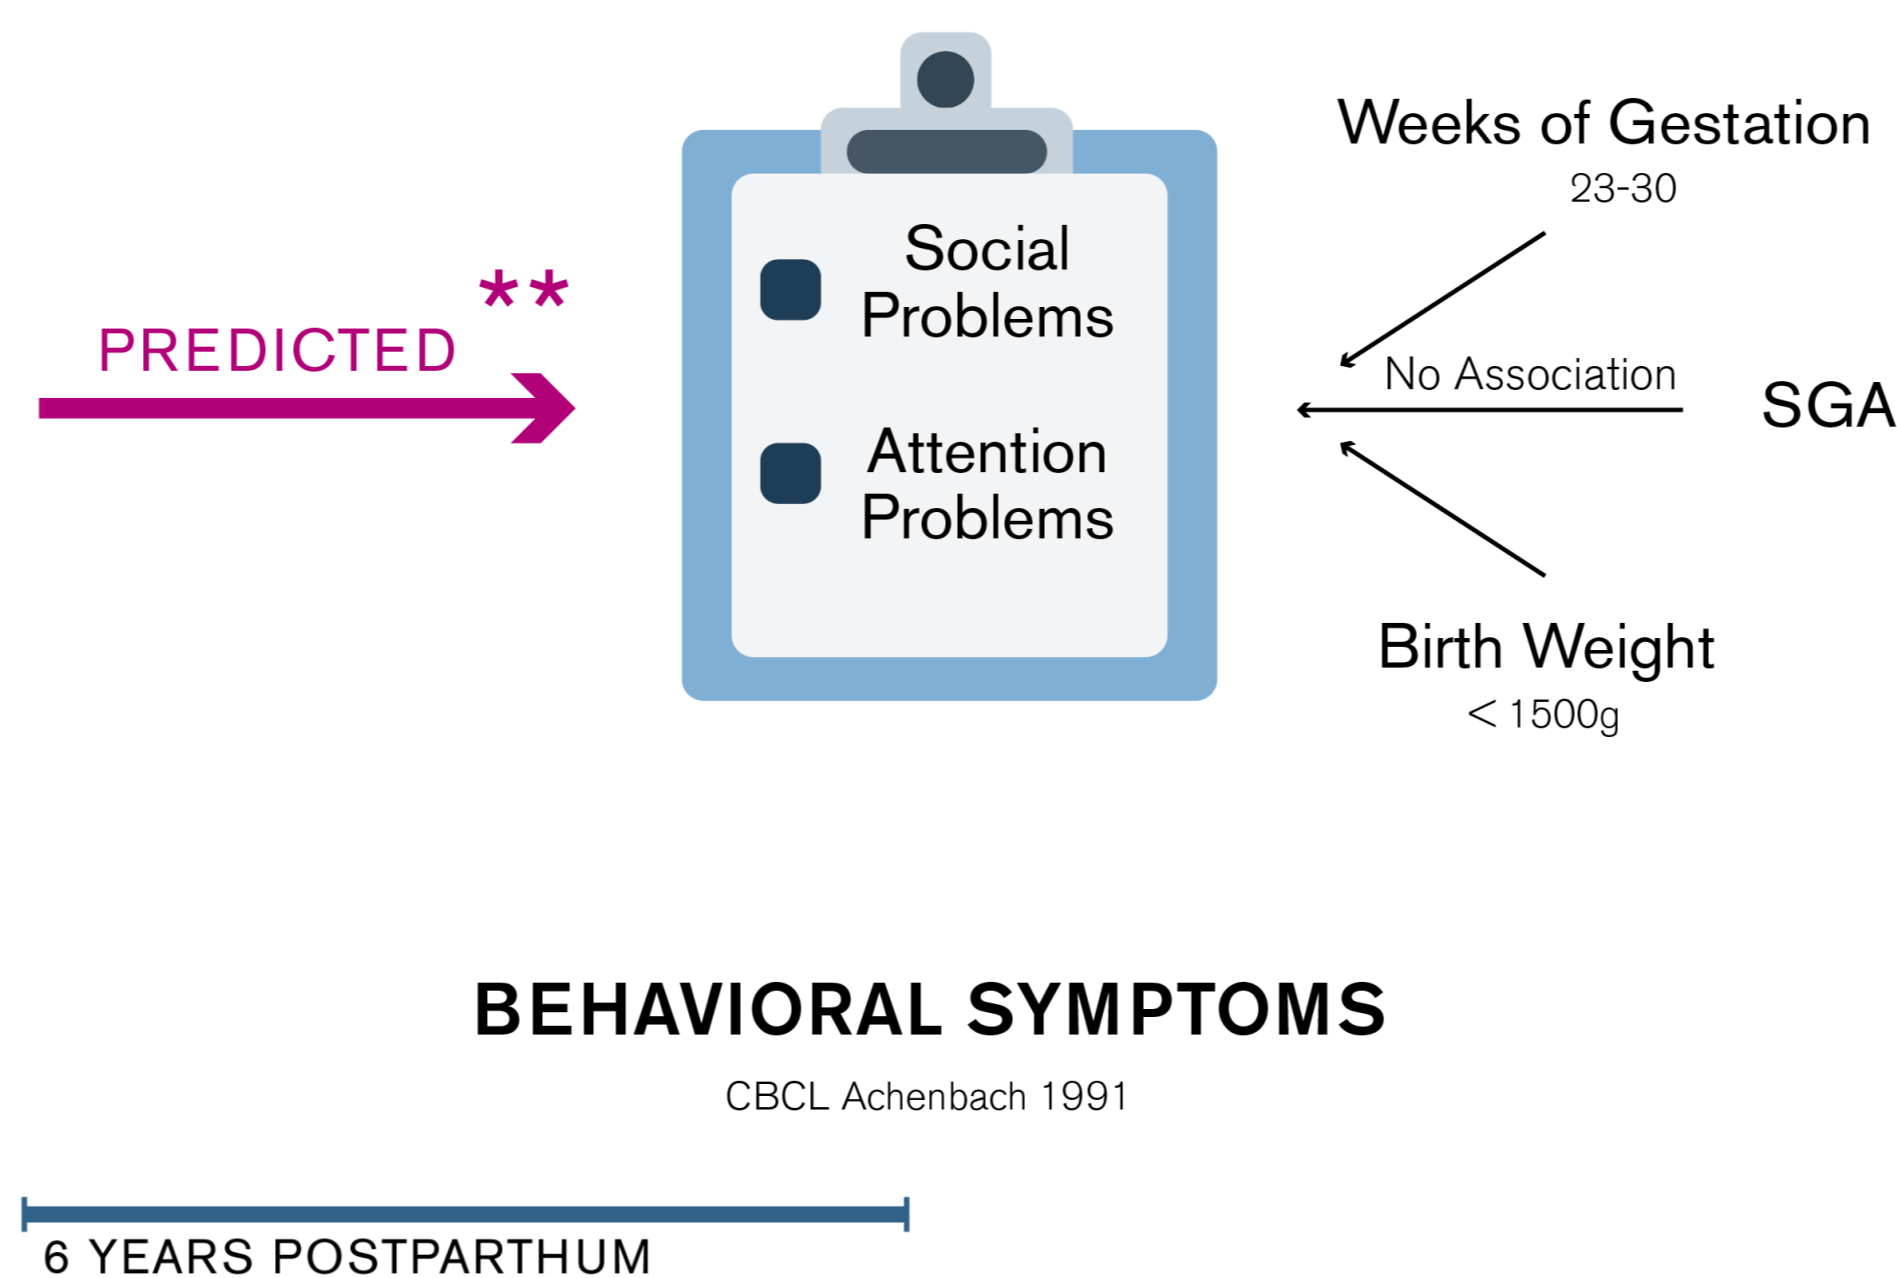 PREDICTED
**
Social
Problems
Attention
Problems
Weeks of Gestation
23-30
No Association
SGA
Birth Weight
< 1500g
BEHAVIORAL SYMPTOMS
CBCL Achenbach 1991
6 YEARS POSTPARTHUM